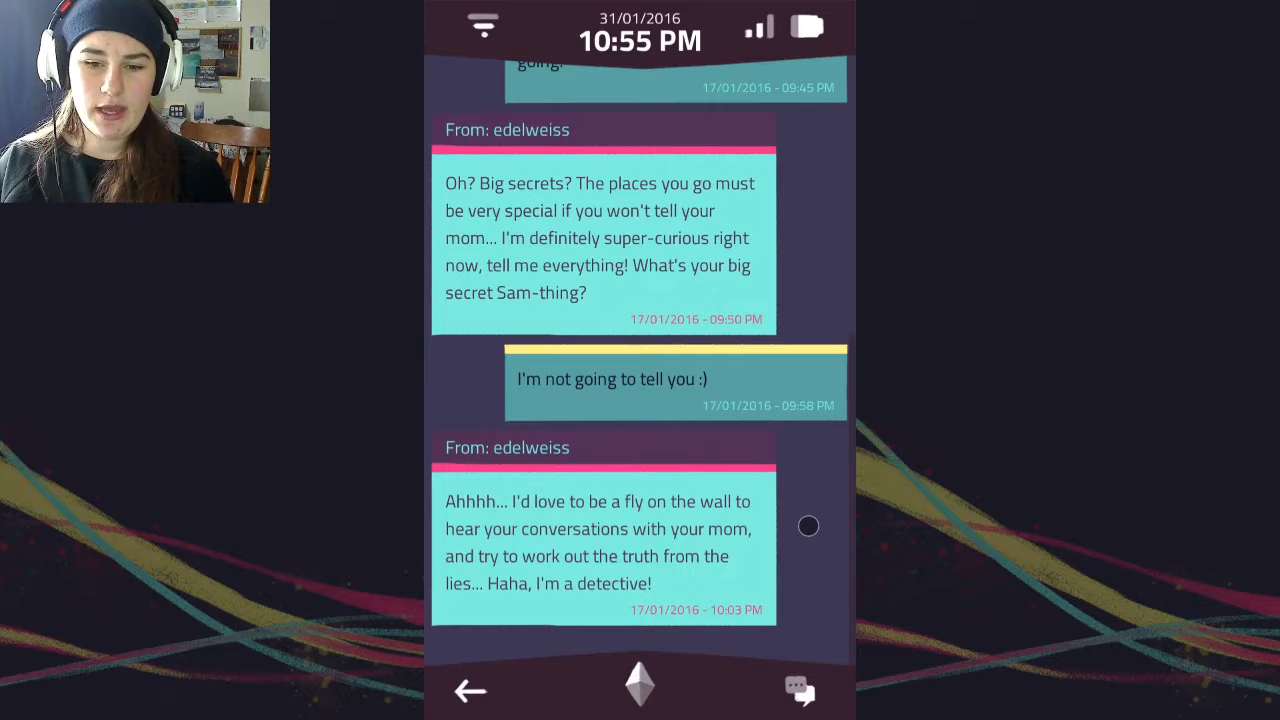 31/01/2016
10:55 PM
going.
17/01/2016 - 09:45 PM
From: edelweiss
Oh? Big secrets? The places you go must
be very special if you won't tell your
mom... I'm definitely super-curious right
now, tell me everything! What's your big
secret Sam-thing?
17/01/2016 - 09:50 PM
I'm not going to tell you :)
17/01/2016 - 09:58 PM
From: edelweiss
Ahhhh... I'd love to be a fly on the wall to
hear your conversations with your mom,
and try to work out the truth from the
lies... Haha, I'm a detective!
17/01/2016 - 10:03 PM